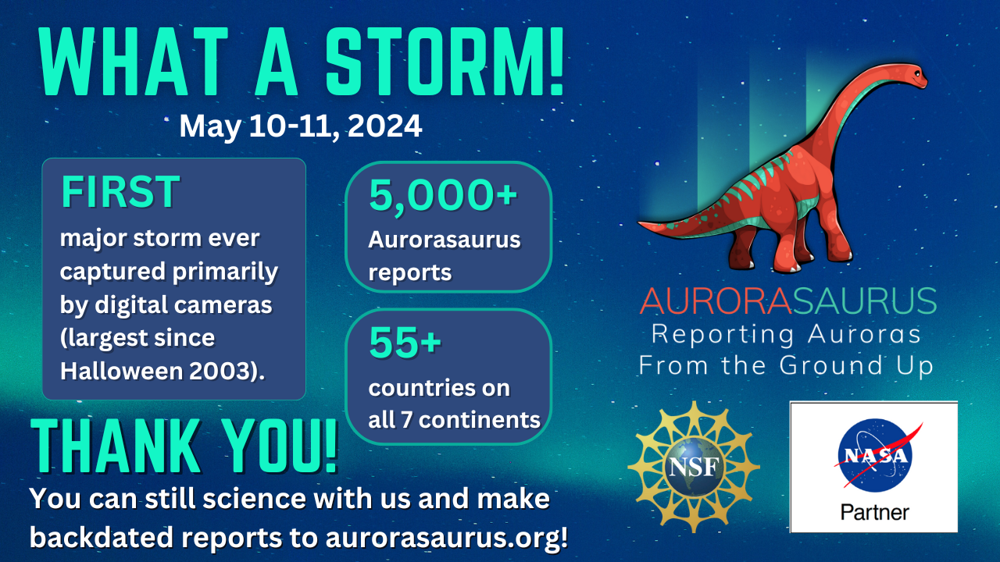 WHAT A STORM!
May 10-11, 2024
FIRST
major storm ever
captured primarily
by digital cameras
(largest since
Halloween 2003).
5,000+
Aurorasaurus
reports
55+
countries on
all 7 continents
THANK YOU!
You can still science with us and make
backdated reports to aurorasaurus.org!
AURORASAURUS
Reporting Auroras
From the Ground Up
NSF
NASA
Partner